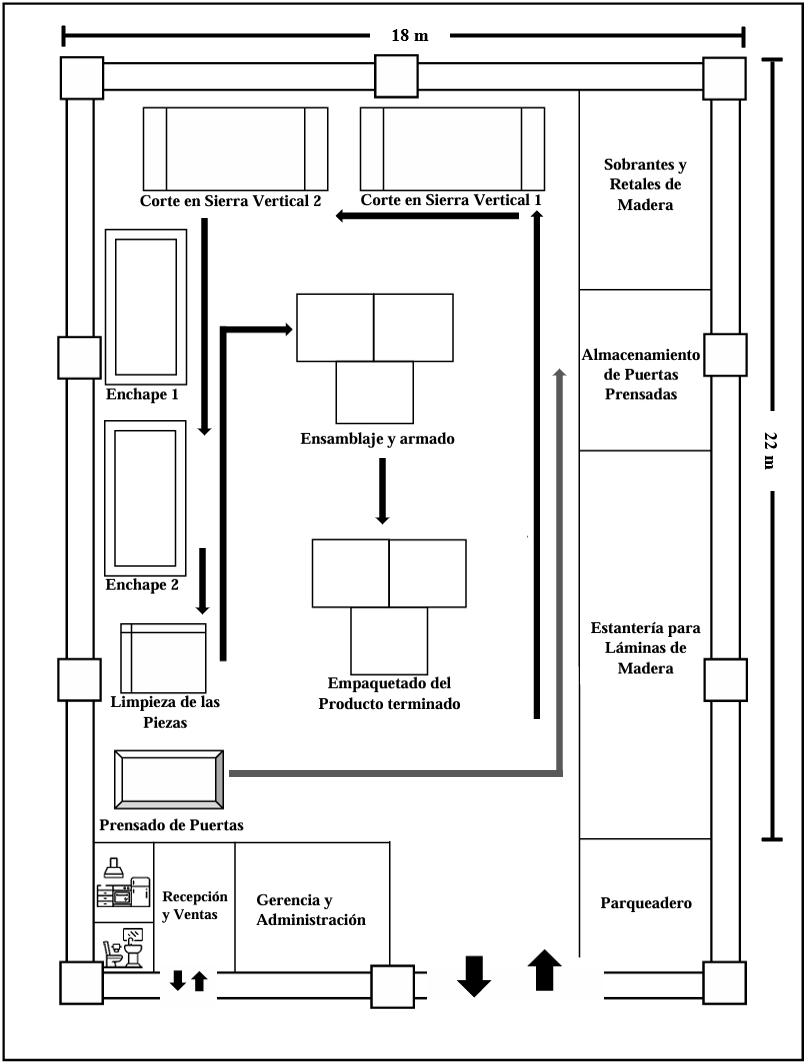 18 m
Corte en Sierra Vertical 2
Corte en Sierra Vertical 1
Sobrantes y
Retales de
Madera
Enchape 1
Almacenamiento
de Puertas
Prensadas
Ensamblaje y armado
22 m
Enchape 2
Estantería para
Láminas de
Madera
Limpieza de las
Piezas
Empaquetado del
Producto terminado
Prensado de Puertas
Recepción
y Ventas
Gerencia y
Administración
Parqueadero